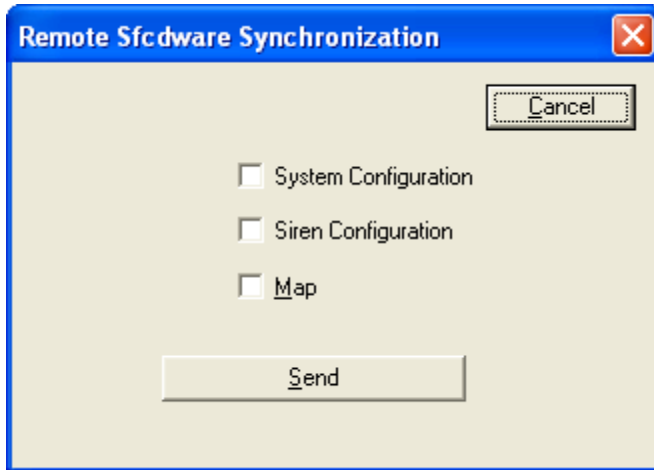 Remote Sfcdware Synchronization
Cancel
System Configuration
Siren Configuration
Map
Send